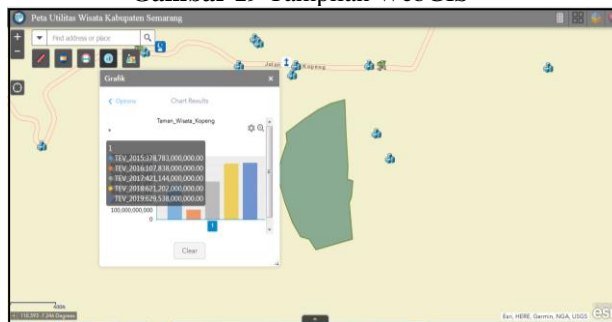 Gambar 19 Tampilan WebGIS
Peta Utilitas Wisata Kabupaten Semarang
Find address or place
Jalan Kopeng
Grafik
Options
Chart Results
Taman_Wisata_Kopeng
1
TEV_2015:378,783,000,000.00
TEV_2016:107,838,000,000.00
TEV_2017:421,144,000,000.00
TEV_2018:621,202,000,000.00
TEV_2019:629,538,000,000.00
100,000,000,000
0
1
Clear
Esri, HERE, Garmin, NGA, USGS